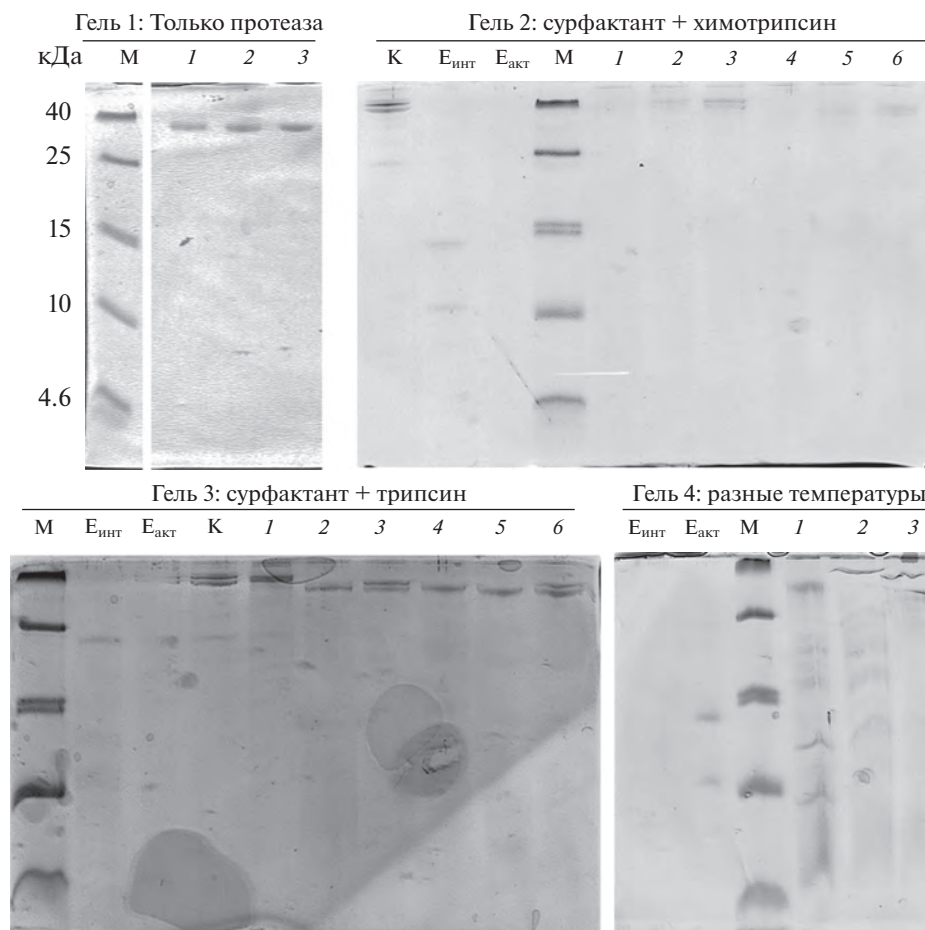 Гель 1: Только протеаза
Гель 2: сурфактант + химотрипсин
кДа М 1 2 3
К Eинт Eакт М 1 2 3 4 5 6
40
25
15
10
4.6
Гель 3: сурфактант + трипсин
Гель 4: разные температуры
М Eинт Eакт К 1 2 3 4 5 6
Eинт Eакт М 1 2 3